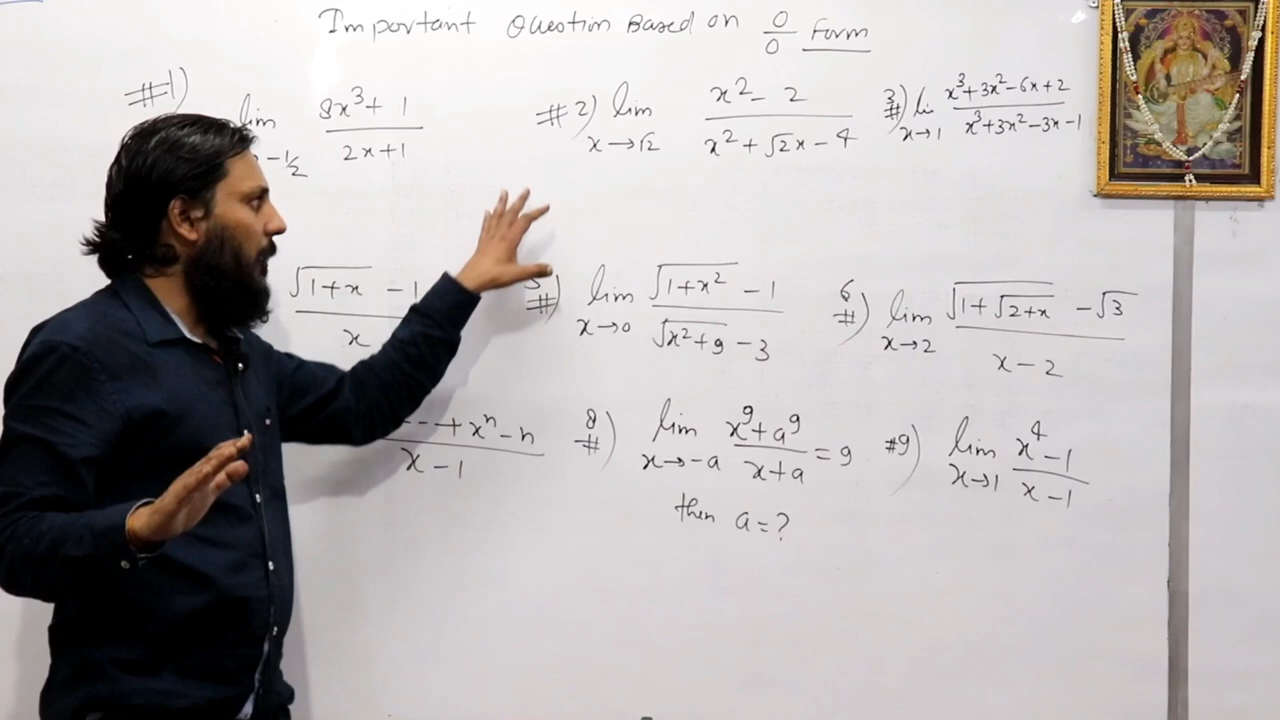 Important Question Based on 0/0 Form
#1) lim 8x³+1 / 2x+1
-1/2
#2) lim x→√2 x²-2 / x²+√2x-4
3#) li x→1 x³+3x²-6x+2 / x³+3x²-3x-1
√1+x -1 / x
5#) lim x→0 √1+x² -1 / √x²+9 -3
6#) lim x→2 √1+√2+x -√3 / x-2
--+xⁿ-n / x-1
8#) lim x→-a x⁹+a⁹ / x+a = 9
then a=?
#9) lim x→1 x⁴-1 / x-1